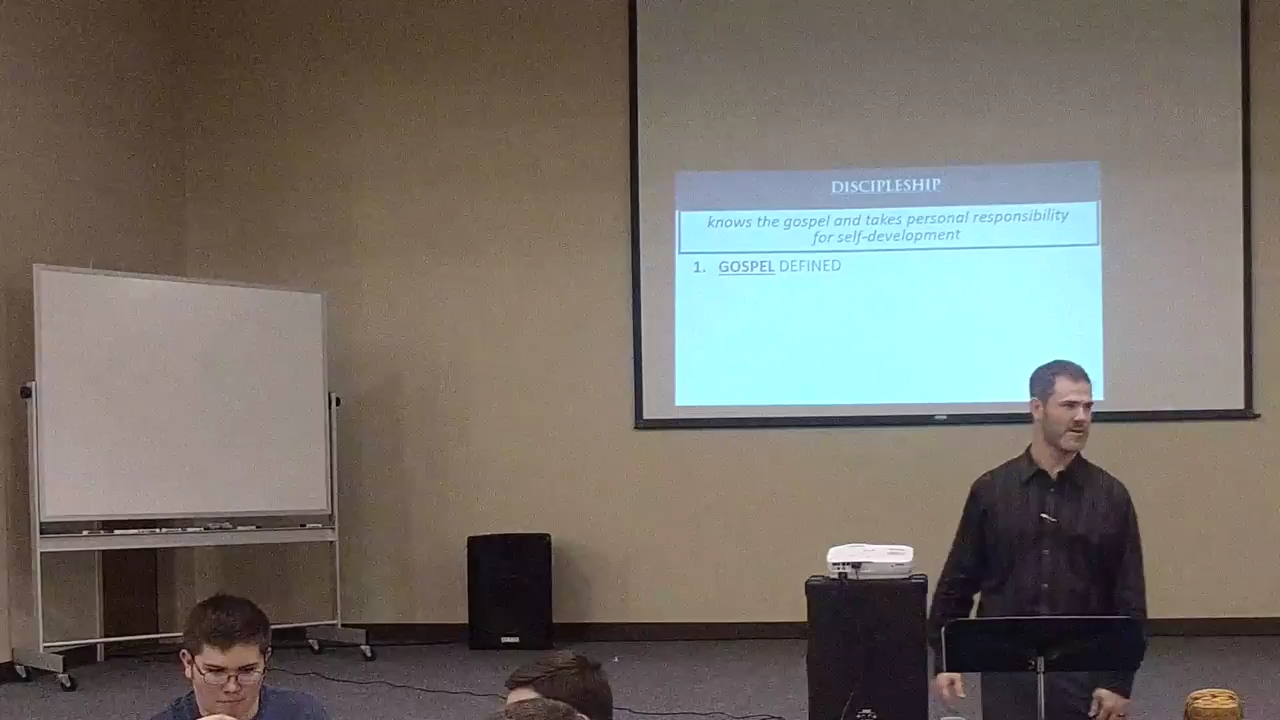 DISCIPLESHIP
knows the gospel and takes personal responsibility
for self-development
1. GOSPEL DEFINED